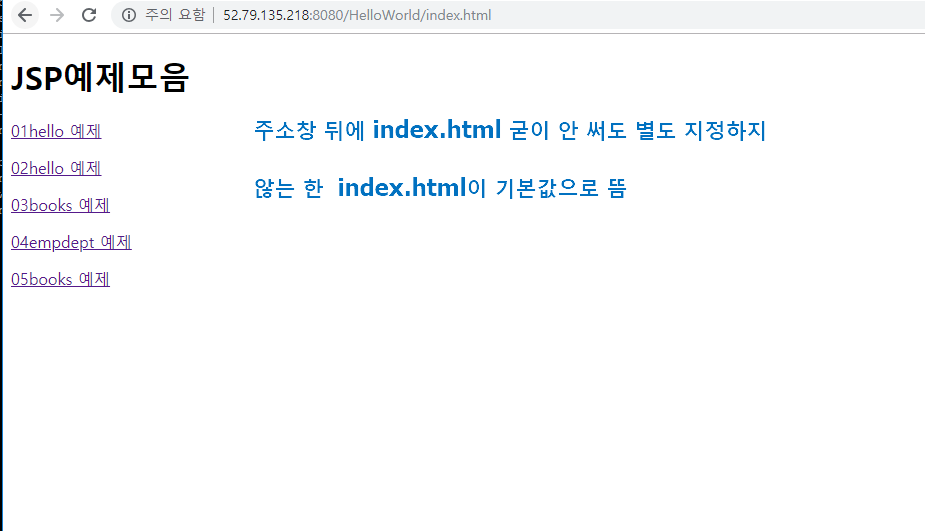 주의 요함 | 52.79.135.218:8080/HelloWorld/index.html
JSP예제모음
01hello 예제
주소창 뒤에 index.html 굳이 안 써도 별도 지정하지
02hello 예제
않는 한 index.html이 기본값으로 뜸
03books 예제
04empdept 예제
05books 예제